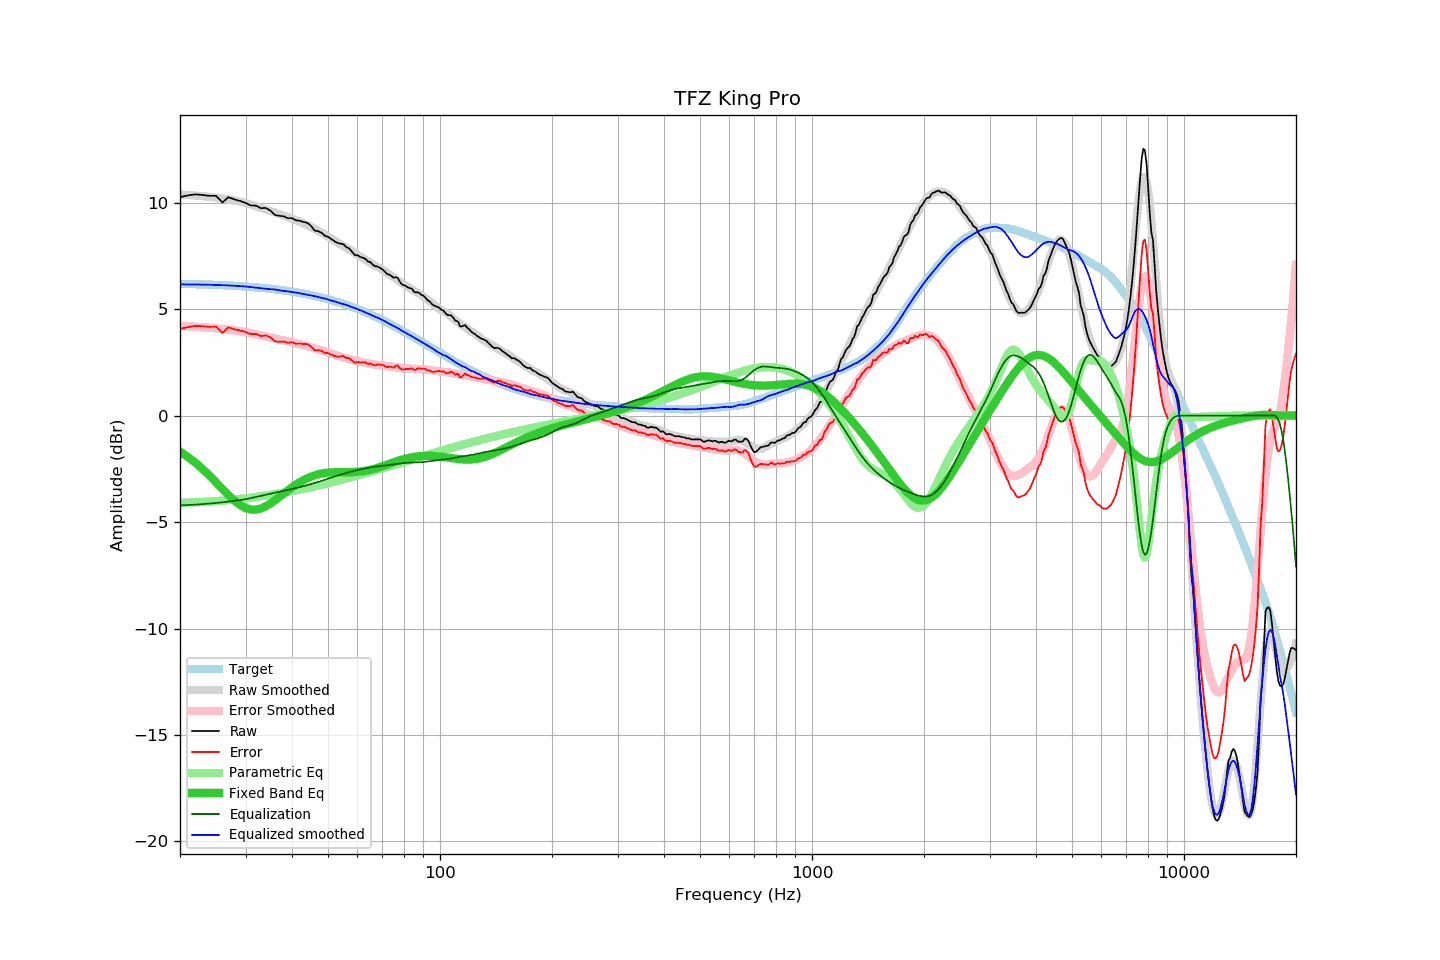 TFZ King Pro
Amplitude (dBr)
10
5
0
−5
−10
−15
−20
Target
Raw Smoothed
Error Smoothed
Raw
Error
Parametric Eq
Fixed Band Eq
Equalization
Equalized smoothed
100
1000
10000
Frequency (Hz)